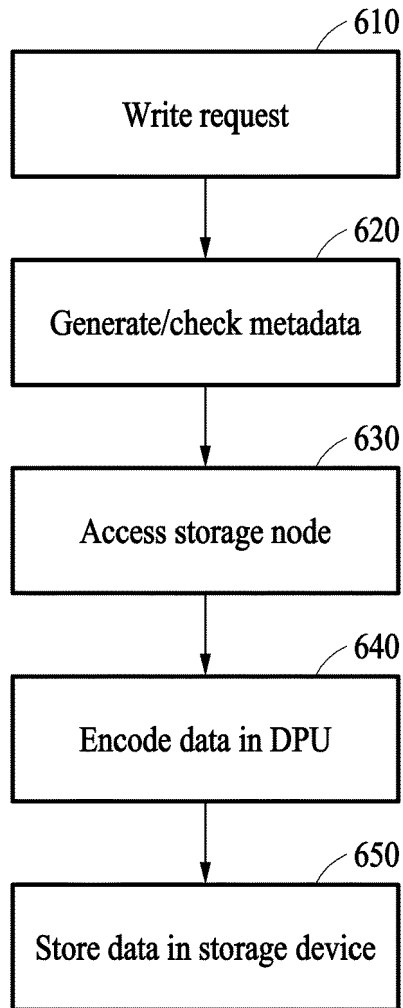 610
Write request
620
Generate/check metadata
630
Access storage node
640
Encode data in DPU
650
Store data in storage device